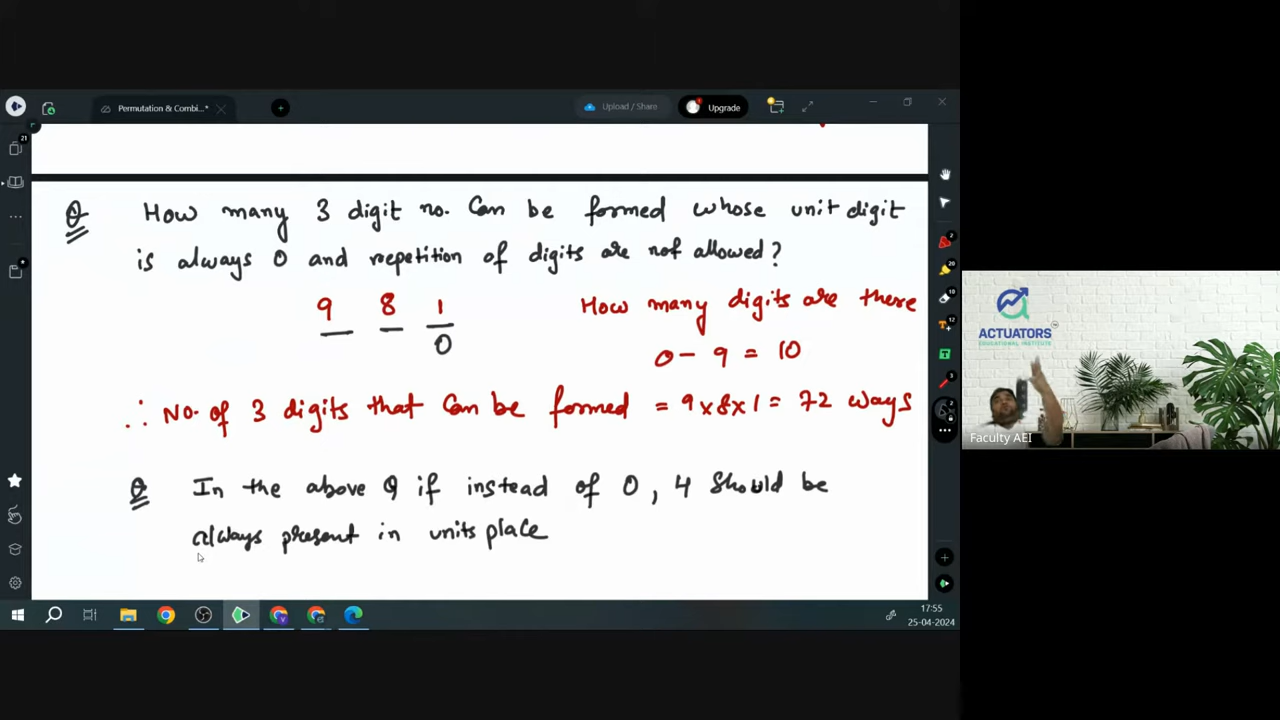 Permutation & Combi...*
Upload / Share
Upgrade
21
Q How many 3 digit no. Can be formed whose unit digit
is always 0 and repetition of digits are not allowed?
9 8 1
0
How many digits are there
0 - 9 = 10
∴ No. of 3 digits that Can be formed = 9x8x1 = 72 ways
Q In the above Q if instead of 0, 4 Should be
always present in units place
ACTUATORS
EDUCATIONAL INSTITUTE
Faculty AEI
17:55
25-04-2024